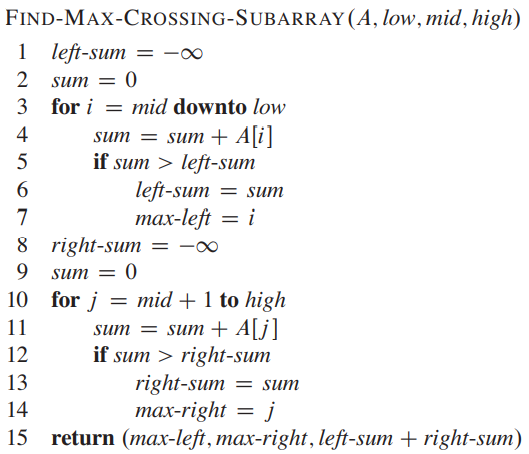 FIND-MAX-CROSSING-SUBARRAY(A, low, mid, high)
1 left-sum = −∞
2 sum = 0
3 for i = mid downto low
4 sum = sum + A[i]
5 if sum > left-sum
6 left-sum = sum
7 max-left = i
8 right-sum = −∞
9 sum = 0
10 for j = mid + 1 to high
11 sum = sum + A[j]
12 if sum > right-sum
13 right-sum = sum
14 max-right = j
15 return (max-left, max-right, left-sum + right-sum)